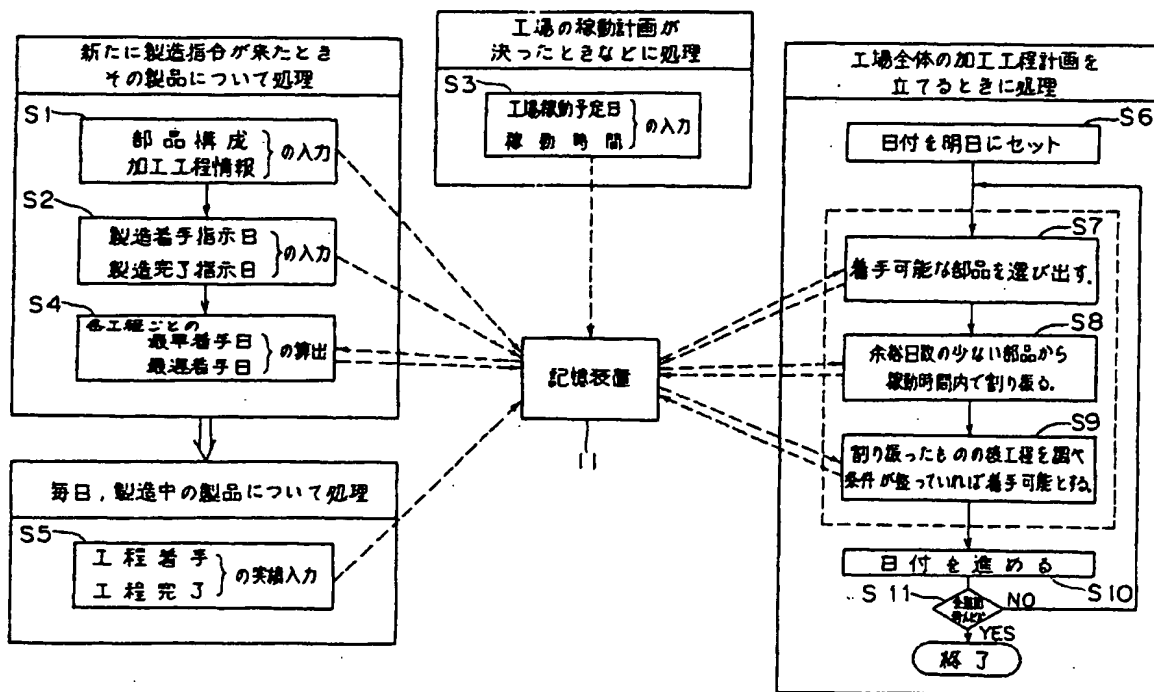 新たに製造指令が来たとき
その製品について処理
S1
部品構成
加工工程情報
の入力
S2
製造着手指示日
製造完了指示日
の入力
S4
各工程ごとの
最早着手日
最遅着手日
の算出
毎日,製造中の製品について処理
S5
工程着手
工程完了
の実績入力
工場の稼動計画が
決ったときなどに処理
S3
工場稼動予定日
稼動時間
の入力
記憶装置
11
工場全体の加工工程計画を
立てるときに処理
S6
日付を明日にセット
S7
着手可能な部品を選び出す.
S8
余裕日数の少ない部品から
稼動時間内で割り振る.
S9
割り振ったものの後工程を調べ
条件が整っていれば着手可能とする.
日付を進める
S10
S11
NO
YES
終了